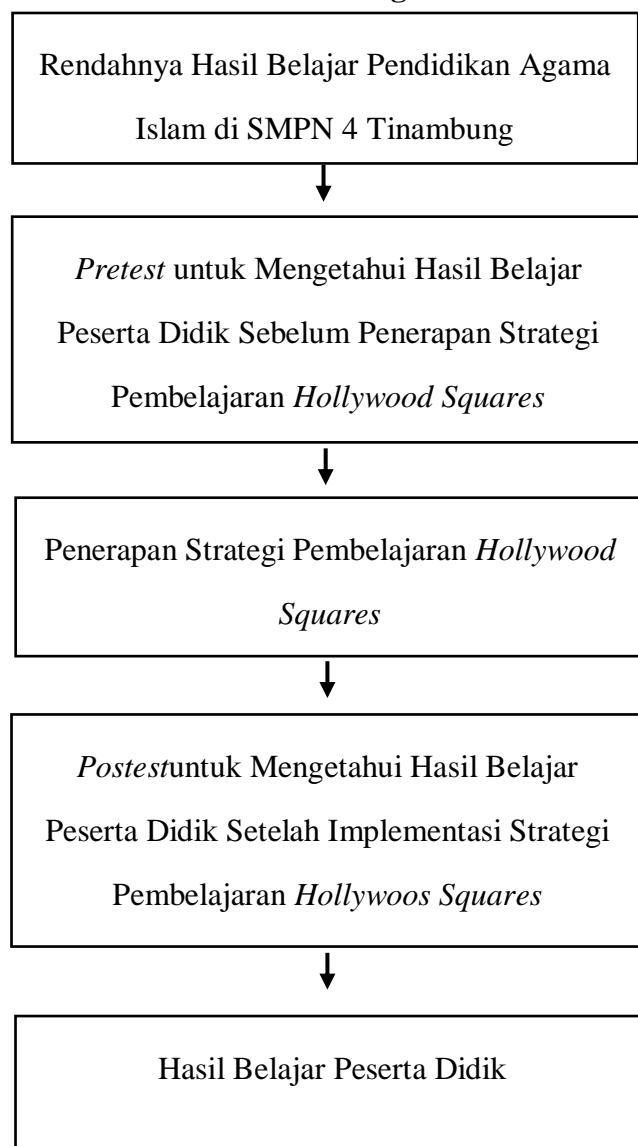 Rendahnya Hasil Belajar Pendidikan Agama
Islam di SMPN 4 Tinambung
Pretest untuk Mengetahui Hasil Belajar
Peserta Didik Sebelum Penerapan Strategi
Pembelajaran Hollywood Squares
Penerapan Strategi Pembelajaran Hollywood
Squares
Postestuntuk Mengetahui Hasil Belajar
Peserta Didik Setelah Implementasi Strategi
Pembelajaran Hollywoos Squares
Hasil Belajar Peserta Didik